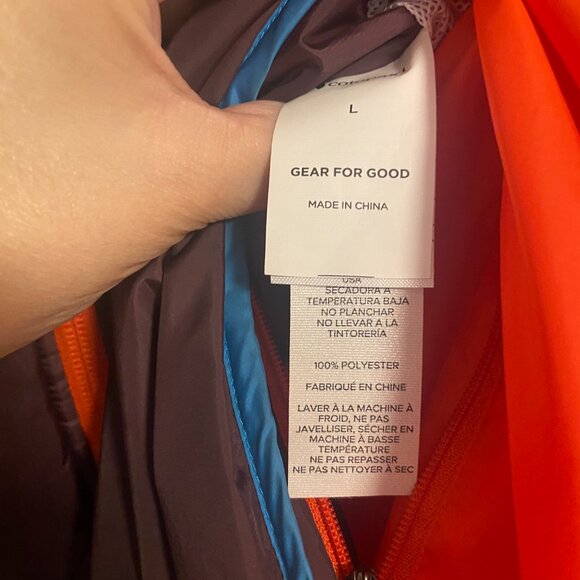 L
GEAR FOR GOOD
MADE IN CHINA
USA
SECADORA A
TEMPERATURA BAJA
NO PLANCHAR
NO LLEVAR A LA
TINTORERÍA
100% POLYESTER
FABRIQUÉ EN CHINE
LAVER À LA MACHINE À
FROID, NE PAS
JAVELLISER, SÉCHER EN
MACHINE À BASSE
TEMPÉRATURE
NE PAS REPASSER
NE PAS NETTOYER À SEC